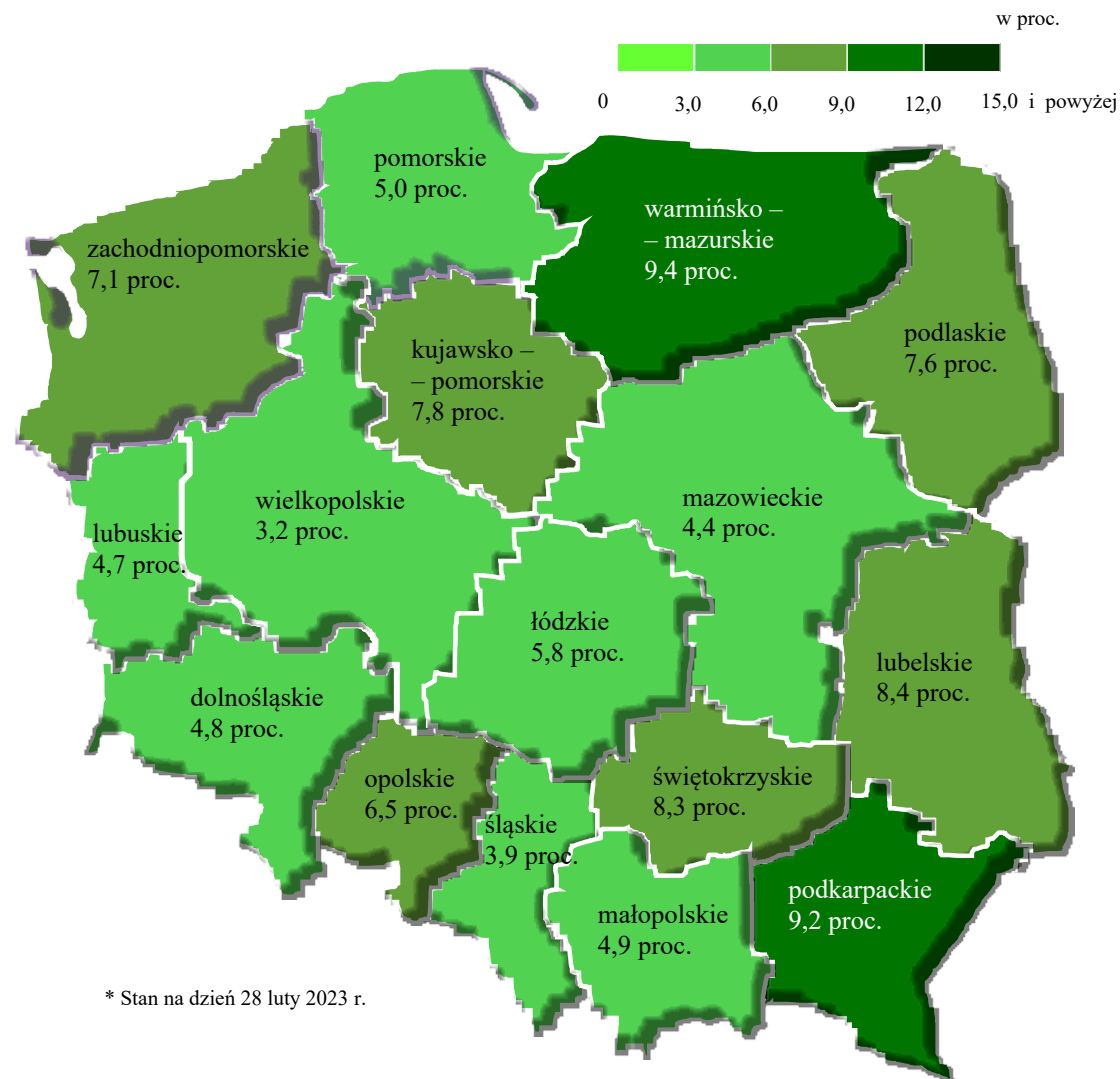 w proc.
0 3,0 6,0 9,0 12,0 15,0 i powyżej
pomorskie
5,0 proc.
warmińsko –
– mazurskie
9,4 proc.
zachodniopomorskie
7,1 proc.
podlaskie
7,6 proc.
kujawsko –
– pomorskie
7,8 proc.
wielkopolskie
3,2 proc.
mazowieckie
4,4 proc.
lubuskie
4,7 proc.
łódzkie
5,8 proc.
lubelskie
8,4 proc.
dolnośląskie
4,8 proc.
opolskie
6,5 proc.
świętokrzyskie
8,3 proc.
śląskie
3,9 proc.
podkarpackie
9,2 proc.
małopolskie
4,9 proc.
* Stan na dzień 28 luty 2023 r.